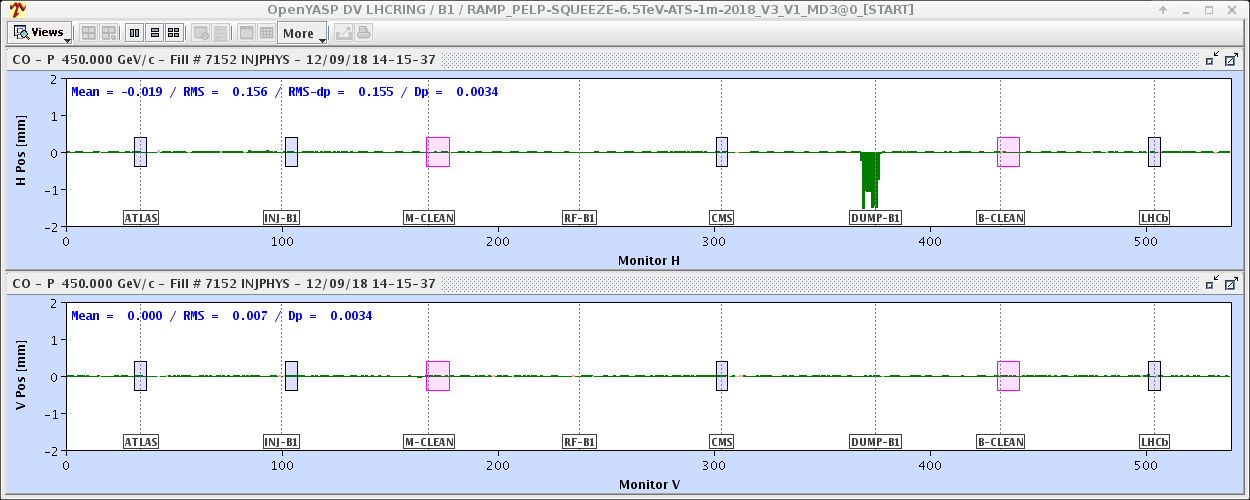 OpenYASP DV LHCRING / B1 / RAMP_PELP-SQUEEZE-6.5TeV-ATS-1m-2018_V3_V1_MD3@0_[START]
Views More
CO - P 450.000 GeV/c - Fill # 7152 INJPHYS - 12/09/18 14-15-37
Mean = -0.019 / RMS = 0.156 / RMS-dp = 0.155 / Dp = 0.0034
H Pos [mm]
2
1
0
-1
-2
ATLAS INJ-B1 M-CLEAN RF-B1 CMS DUMP-B1 B-CLEAN LHCb
0 100 200 300 400 500
Monitor H
CO - P 450.000 GeV/c - Fill # 7152 INJPHYS - 12/09/18 14-15-37
Mean = 0.000 / RMS = 0.007 / Dp = 0.0034
V Pos [mm]
2
1
0
-1
-2
ATLAS INJ-B1 M-CLEAN RF-B1 CMS DUMP-B1 B-CLEAN LHCb
0 100 200 300 400 500
Monitor V